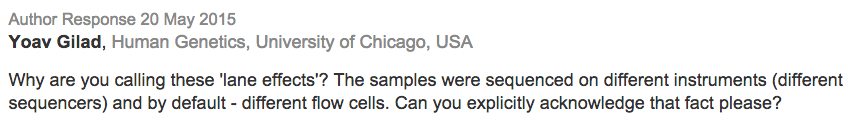 Author Response 20 May 2015
Yoav Gilad, Human Genetics, University of Chicago, USA
Why are you calling these 'lane effects'? The samples were sequenced on different instruments (different
sequencers) and by default - different flow cells. Can you explicitly acknowledge that fact please?